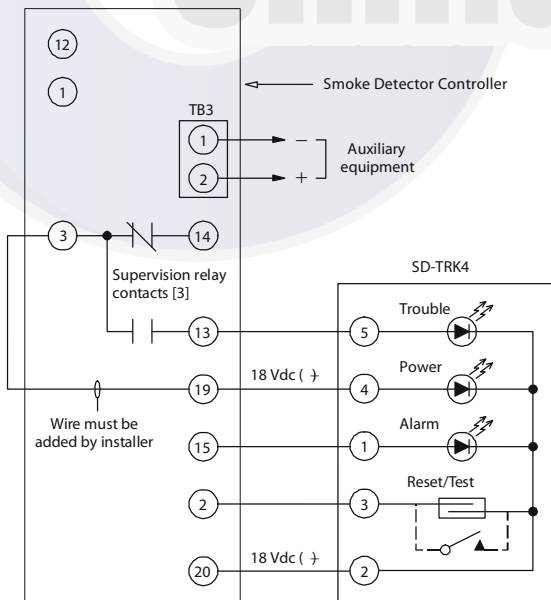 12
1
Smoke Detector Controller
TB3
1
−
Auxiliary
equipment
2
+
3
14
Supervision relay
contacts [3]
SD-TRK4
Trouble
13
5
Power
19
18 Vdc (
4
Wire must be
added by installer
Alarm
15
1
Reset/Test
2
3
20
18 Vdc (
2